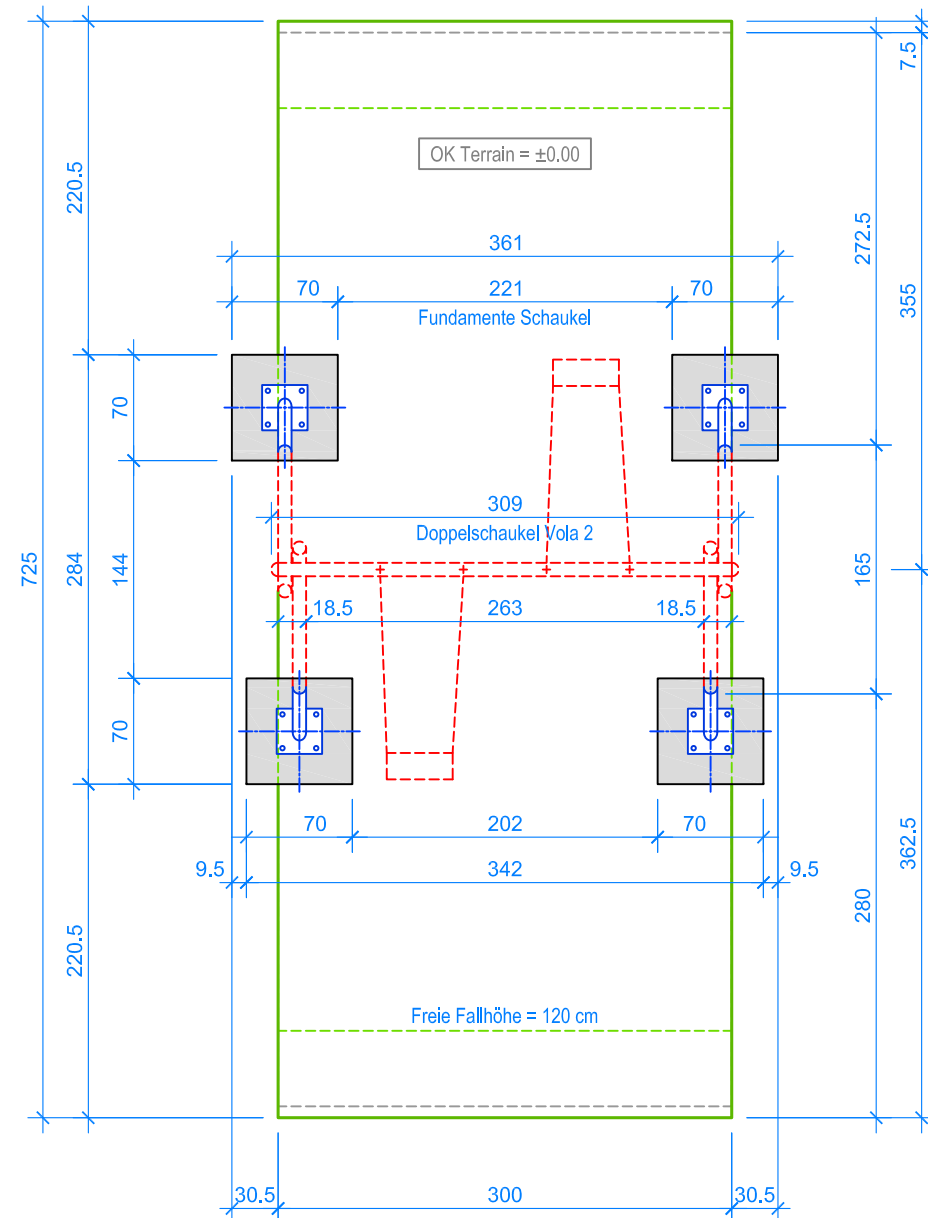 7.5
OK Terrain = ±0.00
220.5
272.5
361
355
70 221 70
Fundamente Schaukel
70
309
Doppelschaukel Vola 2
725
284
144
165
18.5 263 18.5
70
70 202 70
9.5 342 9.5
362.5
280
220.5
Freie Fallhöhe = 120 cm
30.5 300 30.5